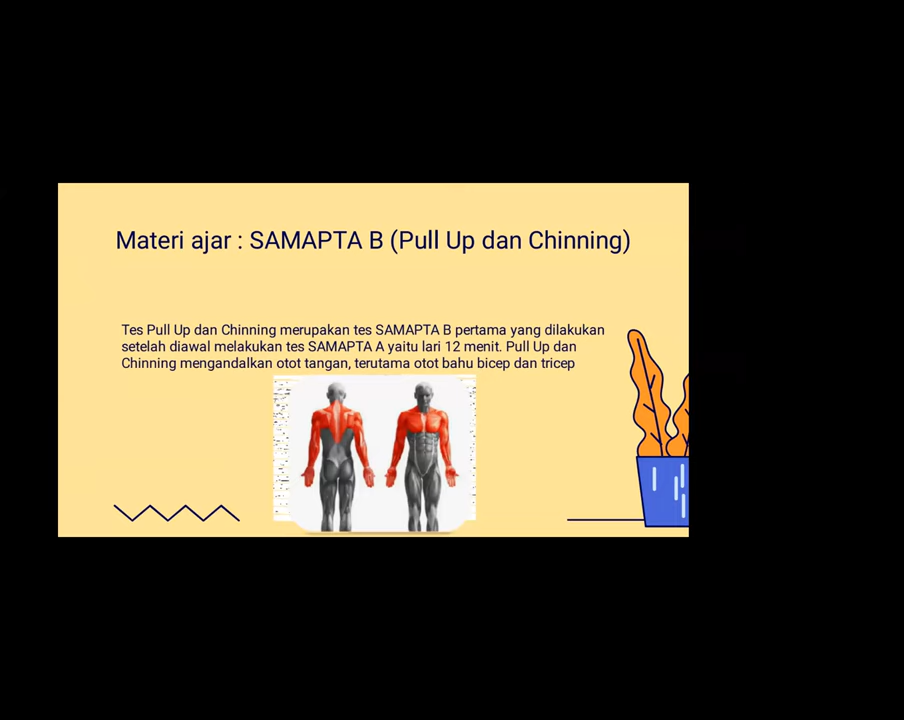 Materi ajar : SAMAPTA B (Pull Up dan Chinning)
Tes Pull Up dan Chinning merupakan tes SAMAPTA B pertama yang dilakukan
setelah diawal melakukan tes SAMAPTA A yaitu lari 12 menit. Pull Up dan
Chinning mengandalkan otot tangan, terutama otot bahu bicep dan tricep